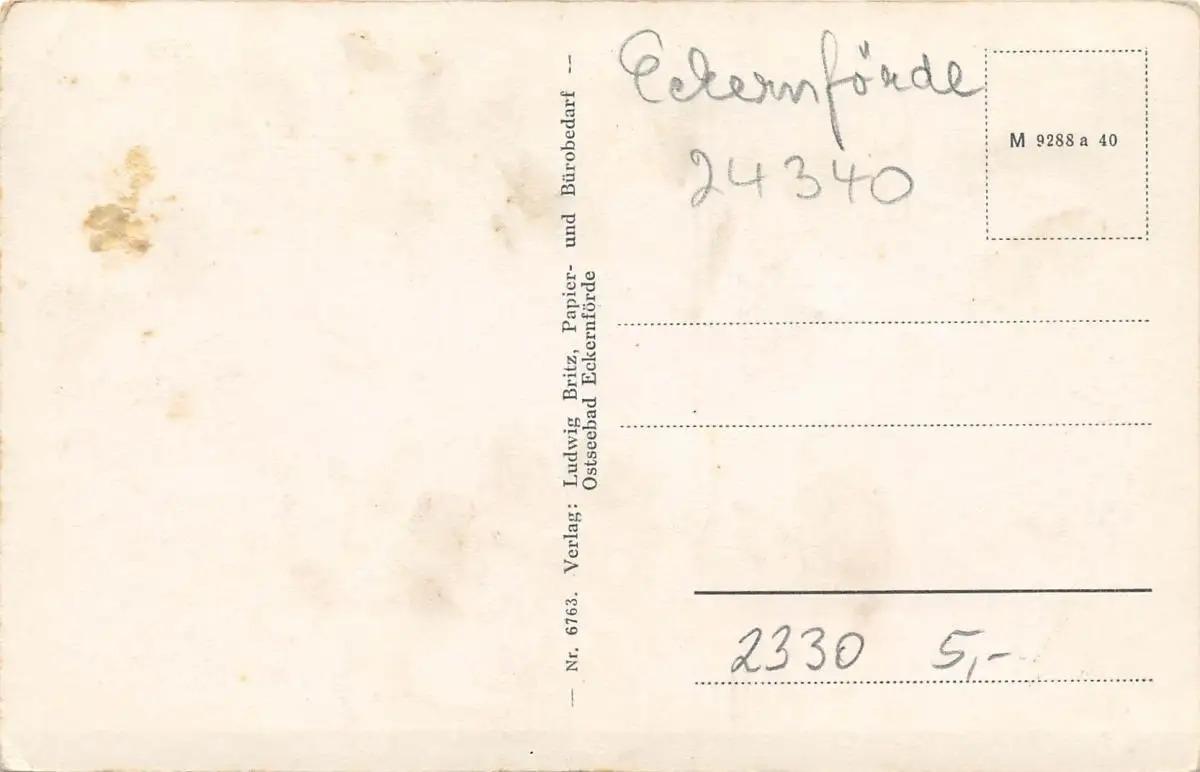 — Nr. 6763. Verlag: Ludwig Britz, Papier- und Bürobedarf —
Ostseebad Eckernförde
Eckernförde
24340
M 9288 a 40
2330 5,-